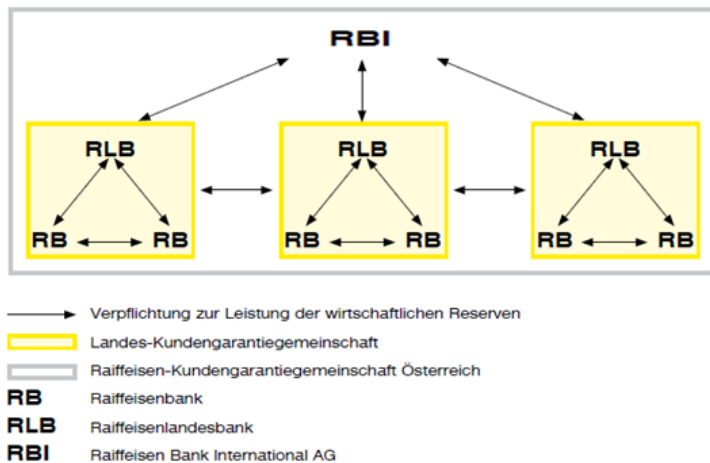 RBI
RLB RLB RLB
RB RB RB RB RB RB
Verpflichtung zur Leistung der wirtschaftlichen Reserven
Landes-Kundengarantiegemeinschaft
Raiffeisen-Kundengarantiegemeinschaft Österreich
RB Raiffeisenbank
RLB Raiffeisenlandesbank
RBI Raiffeisen Bank International AG